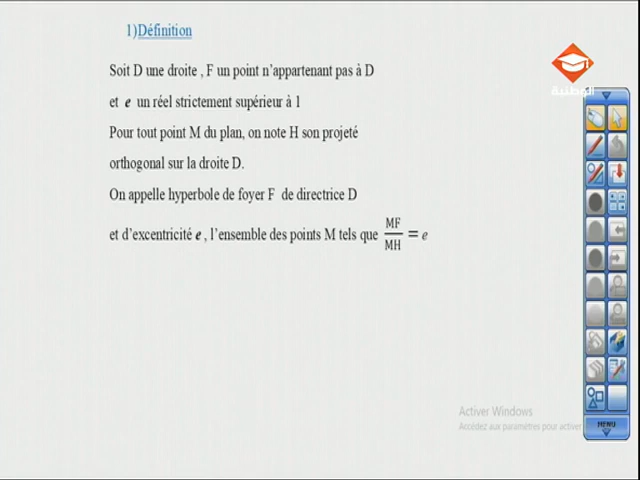 1)Définition
Soit D une droite , F un point n’appartenant pas à D
et e un réel strictement supérieur à 1
Pour tout point M du plan, on note H son projeté
orthogonal sur la droite D.
On appelle hyperbole de foyer F de directrice D
et d’excentricité e , l’ensemble des points M tels que MF/MH = e
الوطنية
MENU
Activer Windows
Accédez aux paramètres pour activer